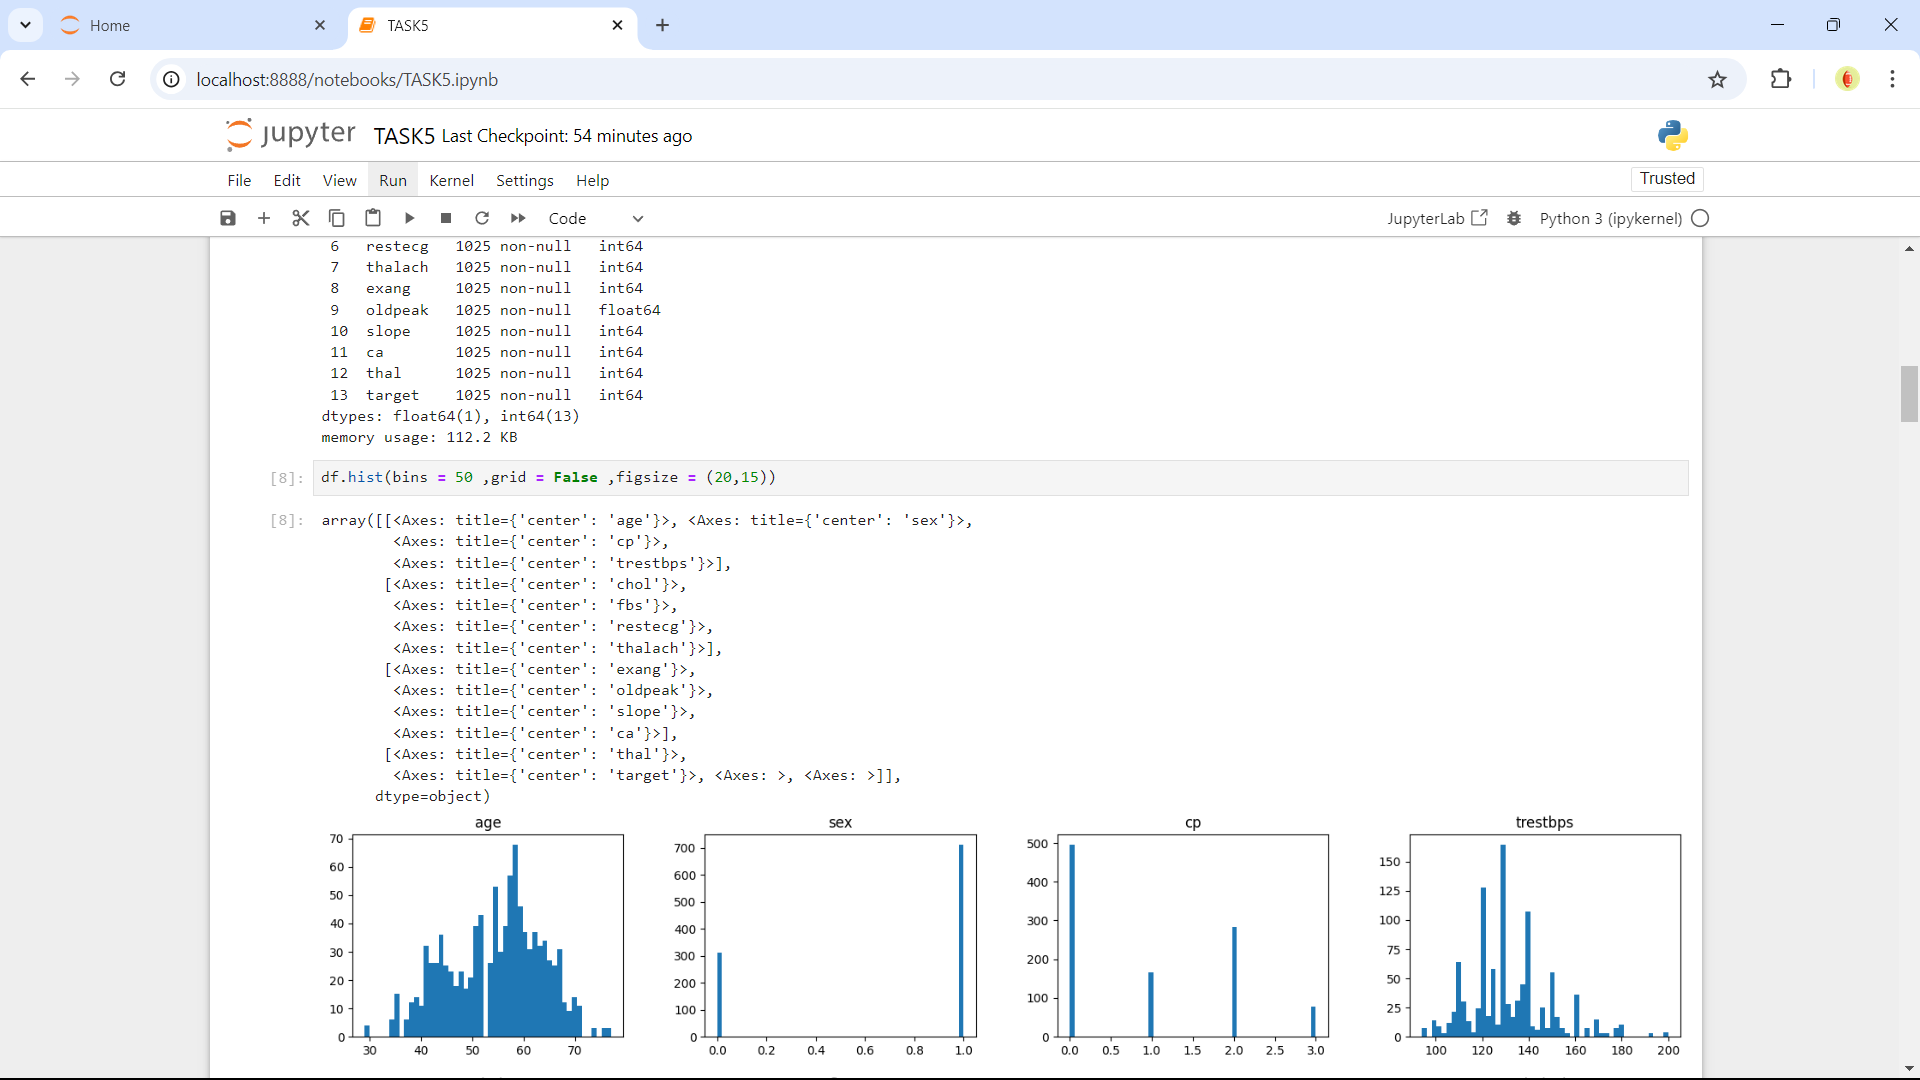 Home
TASK5
localhost:8888/notebooks/TASK5.ipynb
jupyter TASK5 Last Checkpoint: 54 minutes ago
File Edit View Run Kernel Settings Help
Trusted
Code
JupyterLab
Python 3 (ipykernel)
6 restecg 1025 non-null int64
7 thalach 1025 non-null int64
8 exang 1025 non-null int64
9 oldpeak 1025 non-null float64
10 slope 1025 non-null int64
11 ca 1025 non-null int64
12 thal 1025 non-null int64
13 target 1025 non-null int64
dtypes: float64(1), int64(13)
memory usage: 112.2 KB
[8]: df.hist(bins = 50 ,grid = False ,figsize = (20,15))
[8]: array([[<Axes: title={'center': 'age'}>, <Axes: title={'center': 'sex'}>,
<Axes: title={'center': 'cp'}>,
<Axes: title={'center': 'trestbps'}>],
[<Axes: title={'center': 'chol'}>,
<Axes: title={'center': 'fbs'}>,
<Axes: title={'center': 'restecg'}>,
<Axes: title={'center': 'thalach'}>],
[<Axes: title={'center': 'exang'}>,
<Axes: title={'center': 'oldpeak'}>,
<Axes: title={'center': 'slope'}>,
<Axes: title={'center': 'ca'}>],
[<Axes: title={'center': 'thal'}>,
<Axes: title={'center': 'target'}>, <Axes: >, <Axes: >]],
dtype=object)
age
70
60
50
40
30
20
10
0
30 40 50 60 70
sex
700
600
500
400
300
200
100
0
0.0 0.2 0.4 0.6 0.8 1.0
cp
500
400
300
200
100
0
0.0 0.5 1.0 1.5 2.0 2.5 3.0
trestbps
150
125
100
75
50
25
0
100 120 140 160 180 200